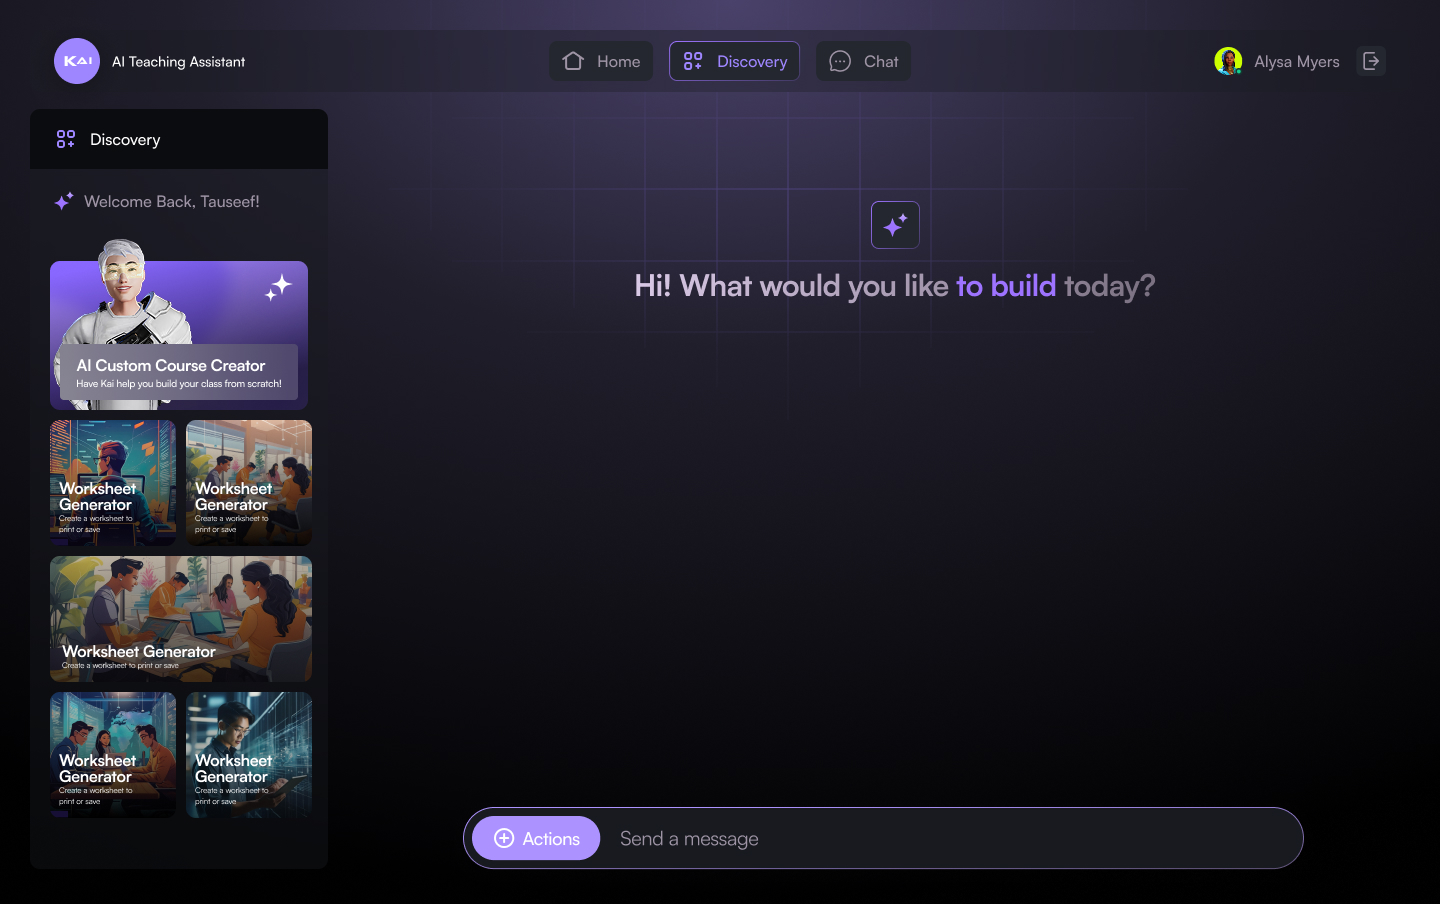 KAI
AI Teaching Assistant
Home
Discovery
Chat
Alysa Myers
Discovery
Welcome Back, Tauseef!
AI Custom Course Creator
Have Kai help you build your class from scratch!
Worksheet
Generator
Create a worksheet to
print or save
Worksheet
Generator
Create a worksheet to
print or save
Worksheet Generator
Create a worksheet to print or save
Worksheet
Generator
Create a worksheet to
print or save
Worksheet
Generator
Create a worksheet to
print or save
Hi! What would you like to build today?
Actions
Send a message